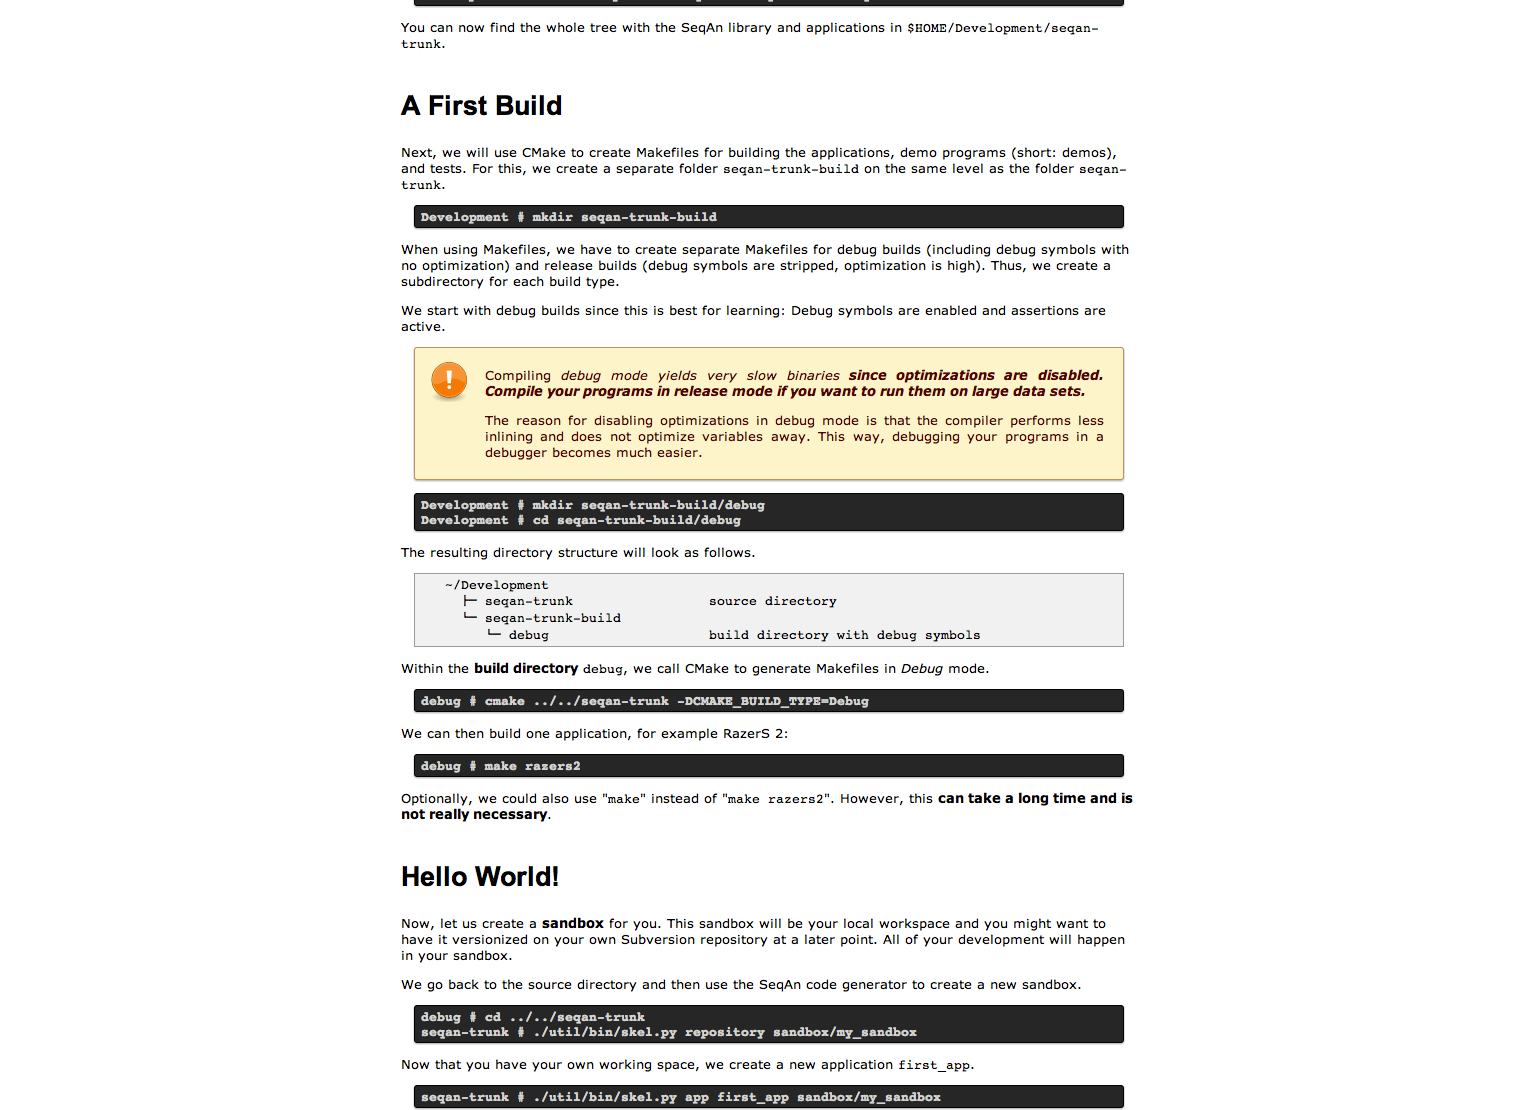 You can now find the whole tree with the SeqAn library and applications in $HOME/Development/seqan-
trunk.
A First Build
Next, we will use CMake to create Makefiles for building the applications, demo programs (short: demos),
and tests. For this, we create a separate folder seqan-trunk-build on the same level as the folder seqan-
trunk.
Development # mkdir seqan-trunk-build
When using Makefiles, we have to create separate Makefiles for debug builds (including debug symbols with
no optimization) and release builds (debug symbols are stripped, optimization is high). Thus, we create a
subdirectory for each build type.
We start with debug builds since this is best for learning: Debug symbols are enabled and assertions are
active.
Compiling debug mode yields very slow binaries since optimizations are disabled.
Compile your programs in release mode if you want to run them on large data sets.
The reason for disabling optimizations in debug mode is that the compiler performs less
inlining and does not optimize variables away. This way, debugging your programs in a
debugger becomes much easier.
Development # mkdir seqan-trunk-build/debug
Development # cd seqan-trunk-build/debug
The resulting directory structure will look as follows.
~/Development
├─ seqan-trunk source directory
└─ seqan-trunk-build
└─ debug build directory with debug symbols
Within the build directory debug, we call CMake to generate Makefiles in Debug mode.
debug # cmake ../../seqan-trunk -DCMAKE_BUILD_TYPE=Debug
We can then build one application, for example RazerS 2:
debug # make razers2
Optionally, we could also use "make" instead of "make razers2". However, this can take a long time and is
not really necessary.
Hello World!
Now, let us create a sandbox for you. This sandbox will be your local workspace and you might want to
have it versionized on your own Subversion repository at a later point. All of your development will happen
in your sandbox.
We go back to the source directory and then use the SeqAn code generator to create a new sandbox.
debug # cd ../../seqan-trunk
seqan-trunk # ./util/bin/skel.py repository sandbox/my_sandbox
Now that you have your own working space, we create a new application first_app.
seqan-trunk # ./util/bin/skel.py app first_app sandbox/my_sandbox